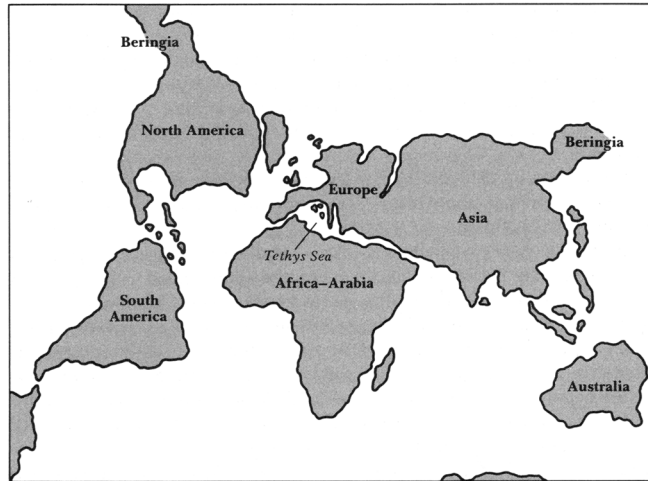 Beringia
North America
Beringia
Europe
Asia
Tethys Sea
Africa–Arabia
South
America
Australia